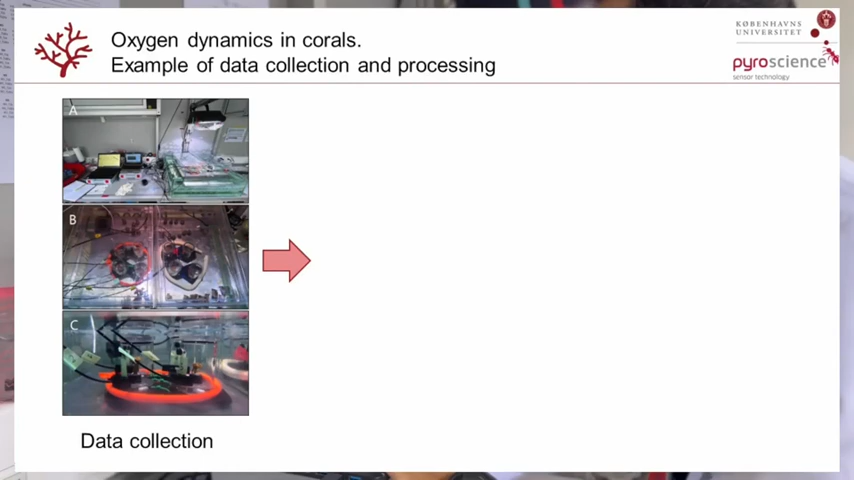 Oxygen dynamics in corals.
Example of data collection and processing
KØBENHAVNS
UNIVERSITET
pyroscience
sensor technology
A
B
C
Data collection